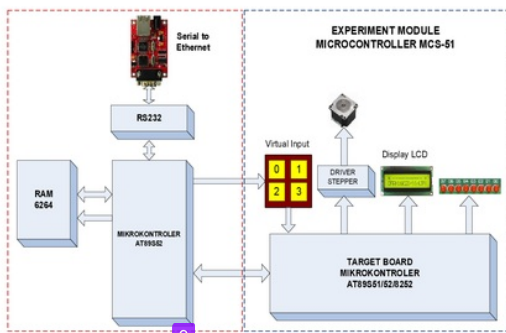 Serial to
Ethernet
EXPERIMENT MODULE
MICROCONTROLLER MCS-51
RS232
Virtual Input
0 1
2 3
DRIVER
STEPPER
Display LCD
RAM
6264
MIKROKONTROLER
AT89S52
TARGET BOARD
MIKROKONTROLER
AT89S51/52/8252